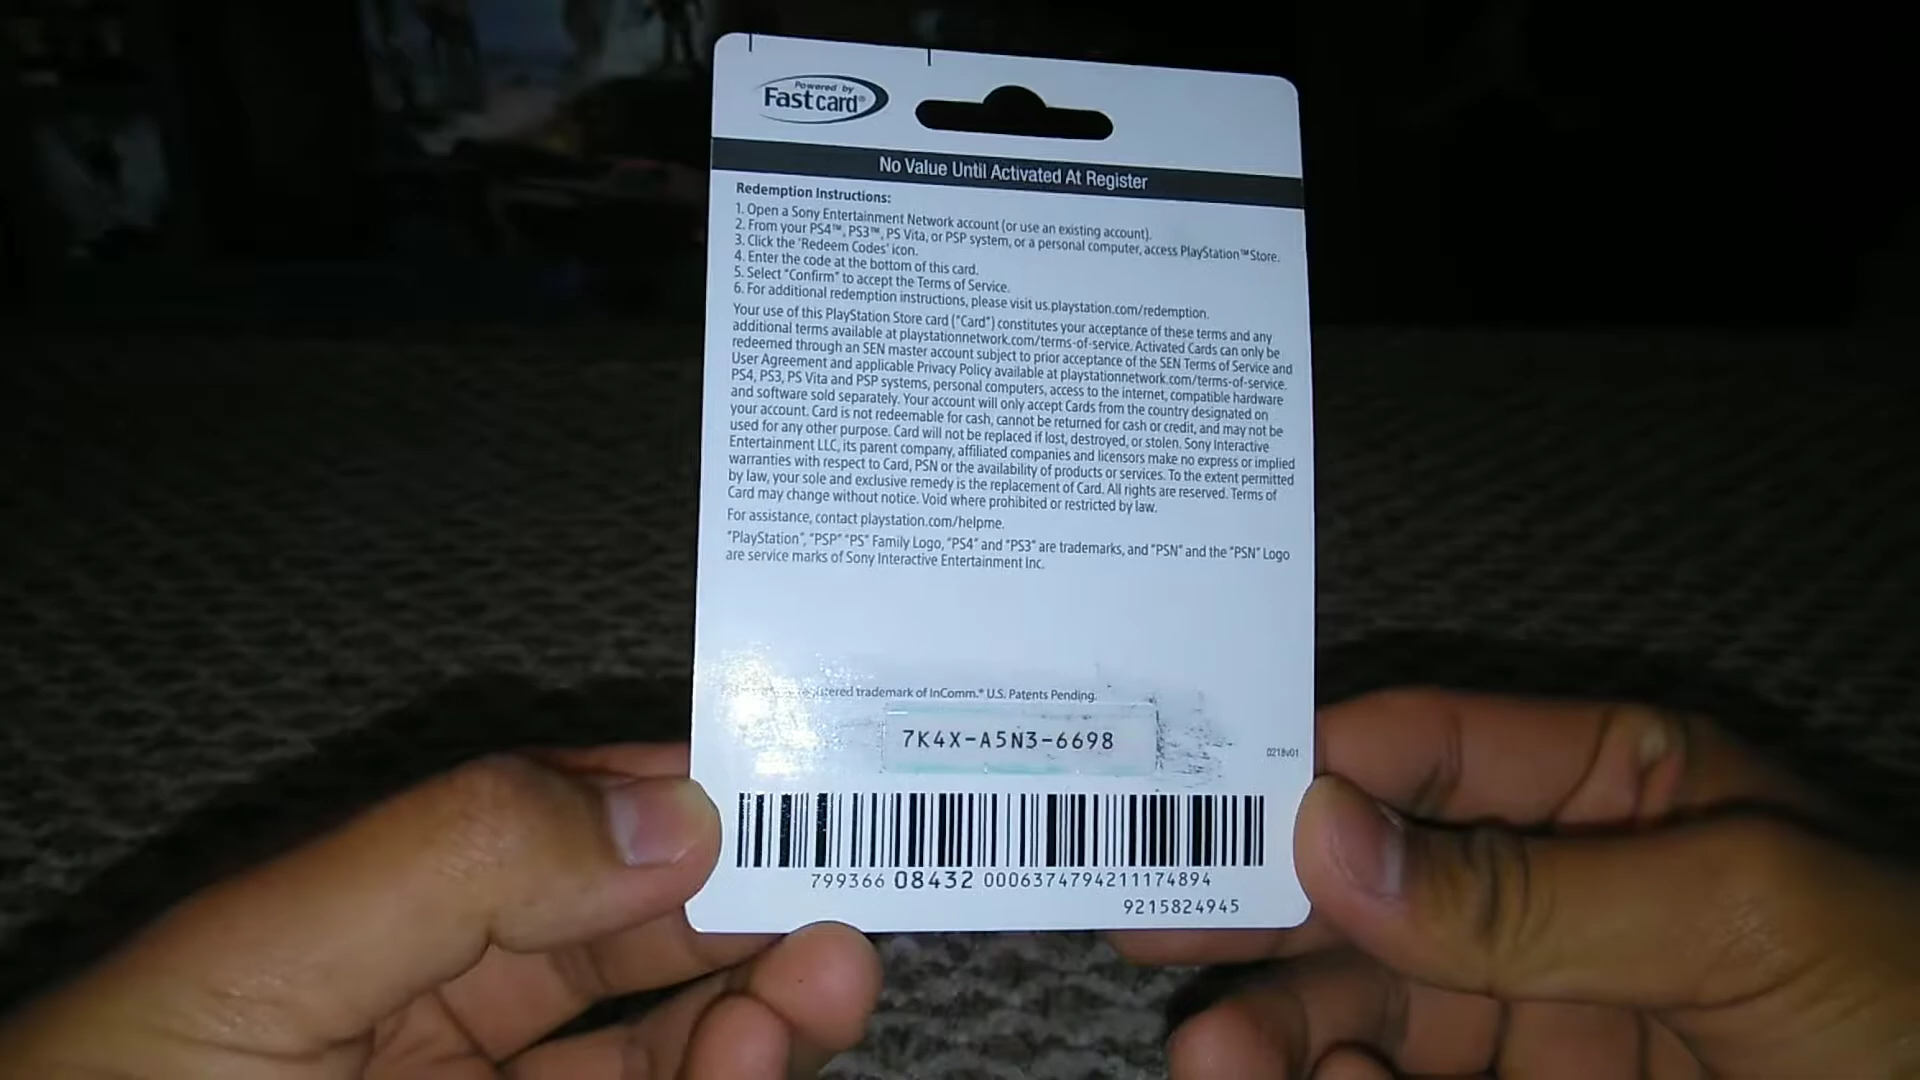 Powered by
Fastcard®
No Value Until Activated At Register
Redemption Instructions:
1. Open a Sony Entertainment Network account (or use an existing account).
2. From your PS4™, PS3™, PS Vita, or PSP system, or a personal computer, access PlayStation™Store.
3. Click the 'Redeem Codes' icon.
4. Enter the code at the bottom of this card.
5. Select "Confirm" to accept the Terms of Service.
6. For additional redemption instructions, please visit us.playstation.com/redemption.
Your use of this PlayStation Store card ("Card") constitutes your acceptance of these terms and any
additional terms available at playstationnetwork.com/terms-of-service. Activated Cards can only be
redeemed through an SEN master account subject to prior acceptance of the SEN Terms of Service and
User Agreement and applicable Privacy Policy available at playstationnetwork.com/terms-of-service.
PS4, PS3, PS Vita and PSP systems, personal computers, access to the internet, compatible hardware
and software sold separately. Your account will only accept Cards from the country designated on
your account. Card is not redeemable for cash, cannot be returned for cash or credit, and may not be
used for any other purpose. Card will not be replaced if lost, destroyed, or stolen. Sony Interactive
Entertainment LLC, its parent company, affiliated companies and licensors make no express or implied
warranties with respect to Card, PSN or the availability of products or services. To the extent permitted
by law, your sole and exclusive remedy is the replacement of Card. All rights are reserved. Terms of
Card may change without notice. Void where prohibited or restricted by law.
For assistance, contact playstation.com/helpme.
"PlayStation", "PSP" "PS" Family Logo, "PS4" and "PS3" are trademarks, and "PSN" and the "PSN" Logo
are service marks of Sony Interactive Entertainment Inc.
trademark of InComm.® U.S. Patents Pending.
7K4X-A5N3-6698
0218v01
799366 08432 0006374794211174894
9215824945